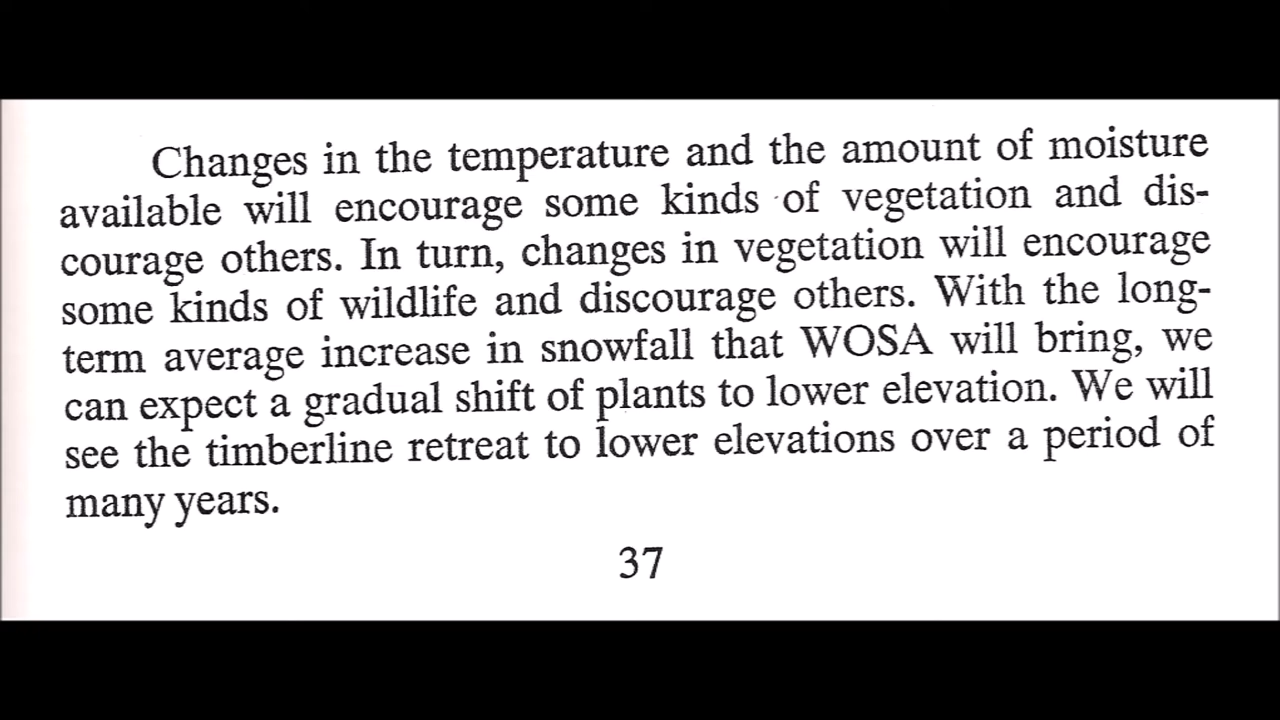 Changes in the temperature and the amount of moisture
available will encourage some kinds of vegetation and dis-
courage others. In turn, changes in vegetation will encourage
some kinds of wildlife and discourage others. With the long-
term average increase in snowfall that WOSA will bring, we
can expect a gradual shift of plants to lower elevation. We will
see the timberline retreat to lower elevations over a period of
many years.
37